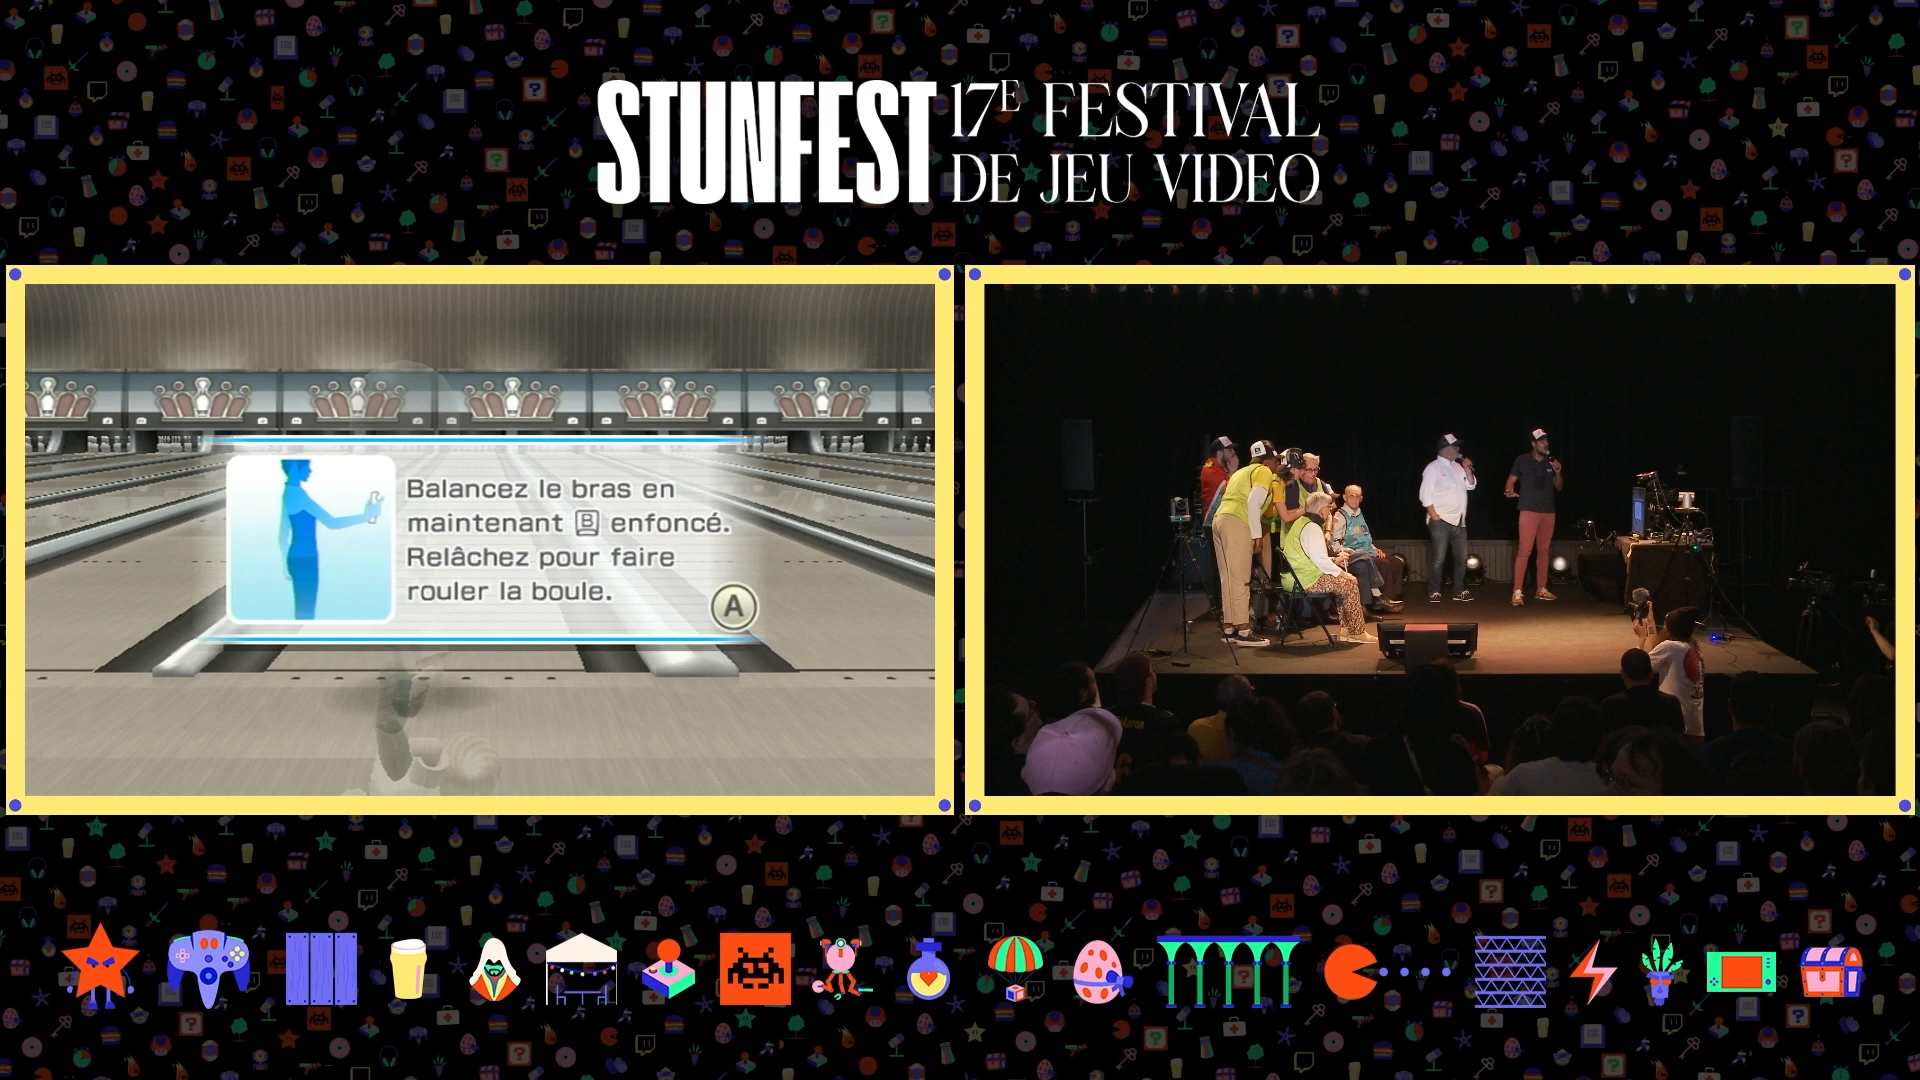 STUNFEST
17E FESTIVAL
DE JEU VIDEO
Balancez le bras en
maintenant B enfoncé.
Relâchez pour faire
rouler la boule.
A